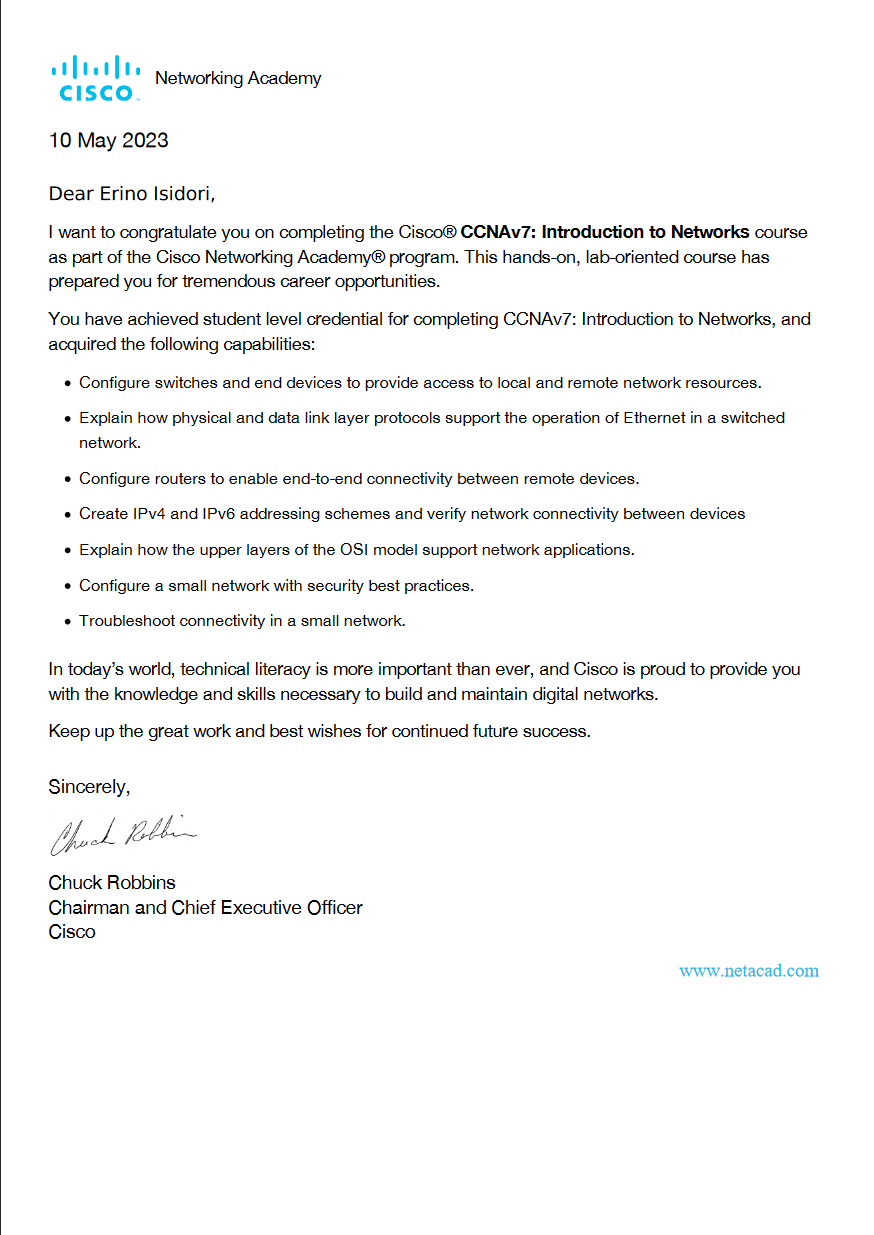 CISCO Networking Academy
10 May 2023
Dear Erino Isidori,
I want to congratulate you on completing the Cisco® CCNAv7: Introduction to Networks course
as part of the Cisco Networking Academy® program. This hands-on, lab-oriented course has
prepared you for tremendous career opportunities.
You have achieved student level credential for completing CCNAv7: Introduction to Networks, and
acquired the following capabilities:
• Configure switches and end devices to provide access to local and remote network resources.
• Explain how physical and data link layer protocols support the operation of Ethernet in a switched
network.
• Configure routers to enable end-to-end connectivity between remote devices.
• Create IPv4 and IPv6 addressing schemes and verify network connectivity between devices
• Explain how the upper layers of the OSI model support network applications.
• Configure a small network with security best practices.
• Troubleshoot connectivity in a small network.
In today’s world, technical literacy is more important than ever, and Cisco is proud to provide you
with the knowledge and skills necessary to build and maintain digital networks.
Keep up the great work and best wishes for continued future success.
Sincerely,
Chuck Robbins
Chuck Robbins
Chairman and Chief Executive Officer
Cisco
www.netacad.com